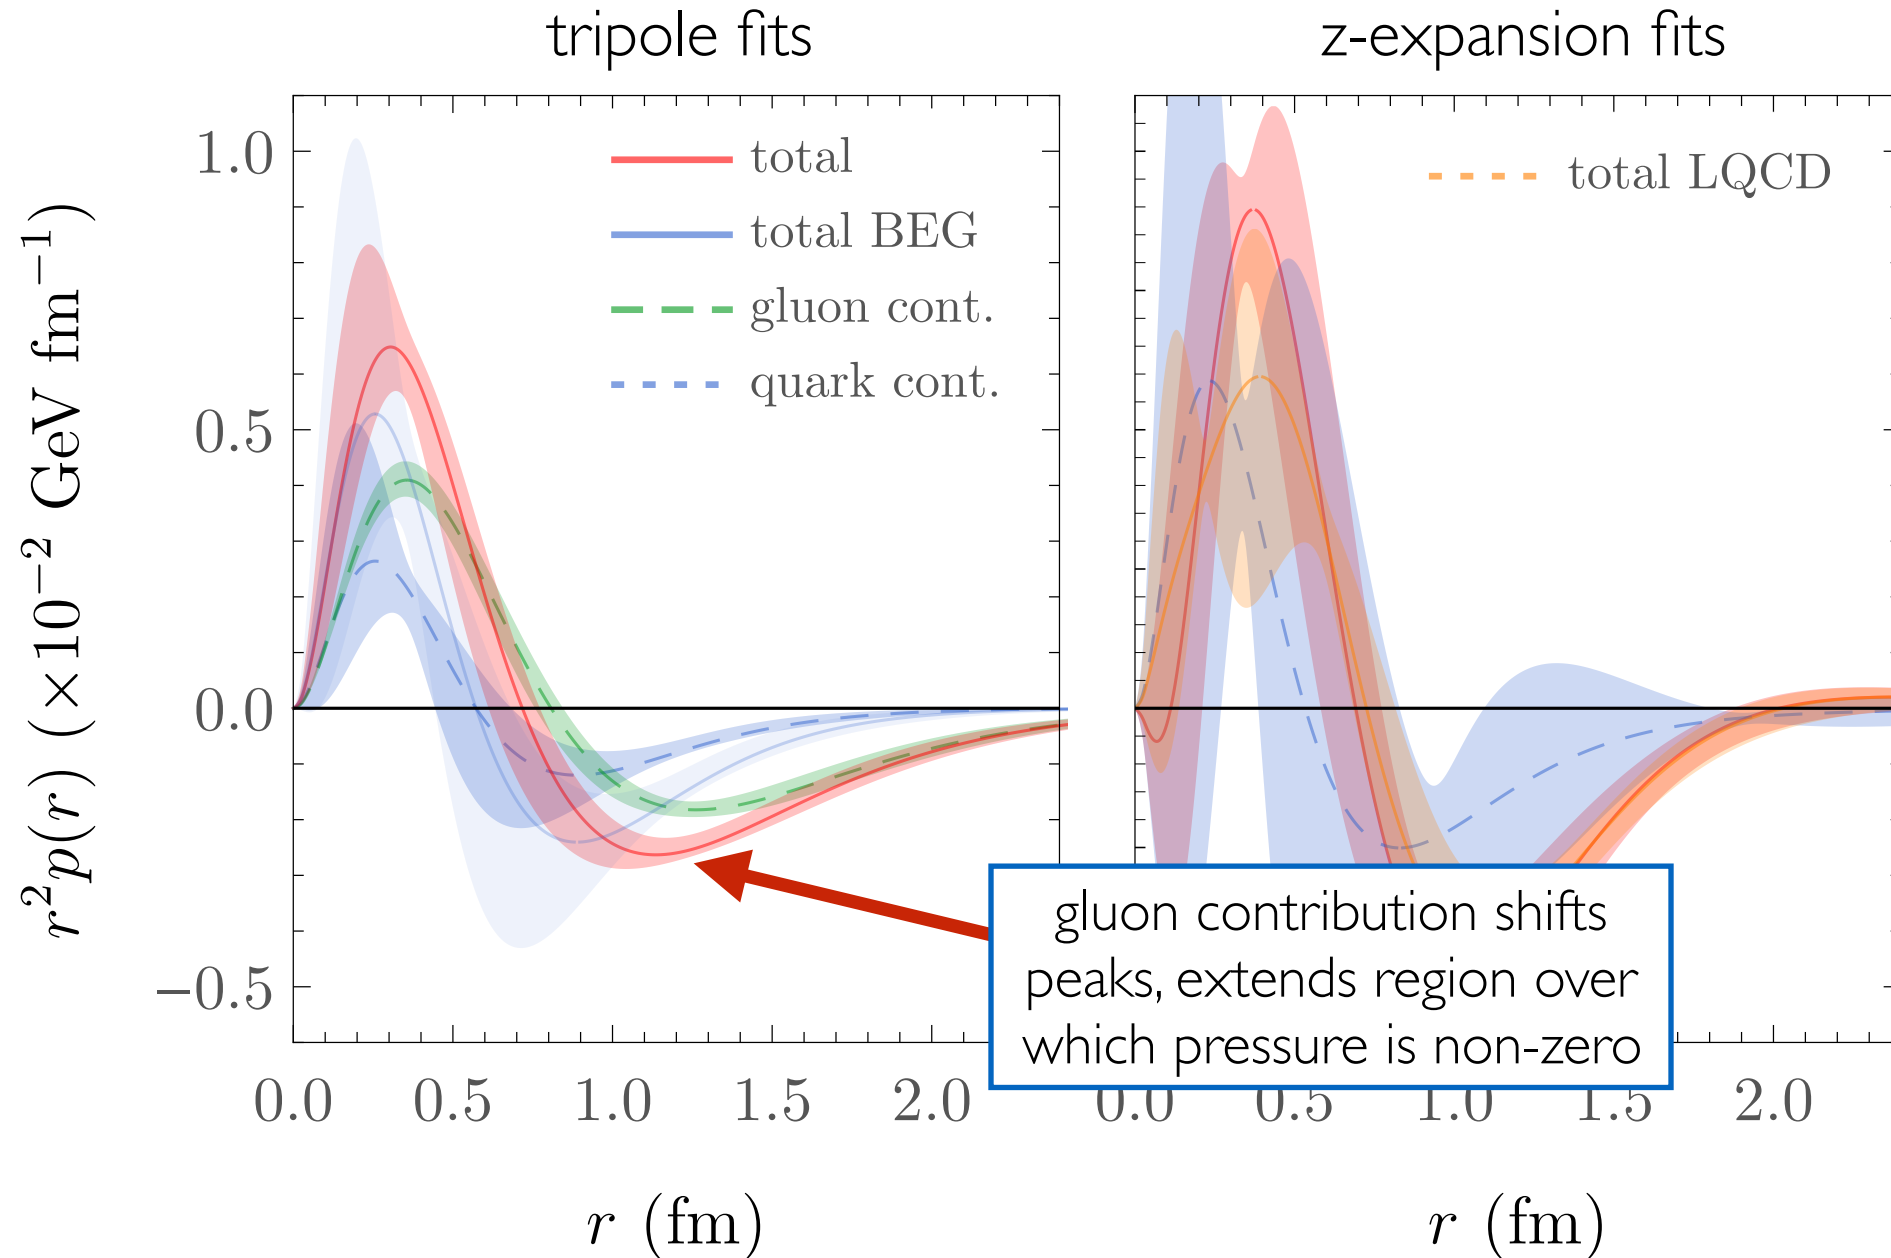 tripole fits
z-expansion fits
r²p(r) (×10⁻² GeV fm⁻¹)
1.0
0.5
0.0
−0.5
total
total BEG
gluon cont.
quark cont.
total LQCD
gluon contribution shifts
peaks, extends region over
which pressure is non-zero
0.0 0.5 1.0 1.5 2.0
0.0 0.5 1.0 1.5 2.0
r (fm)
r (fm)